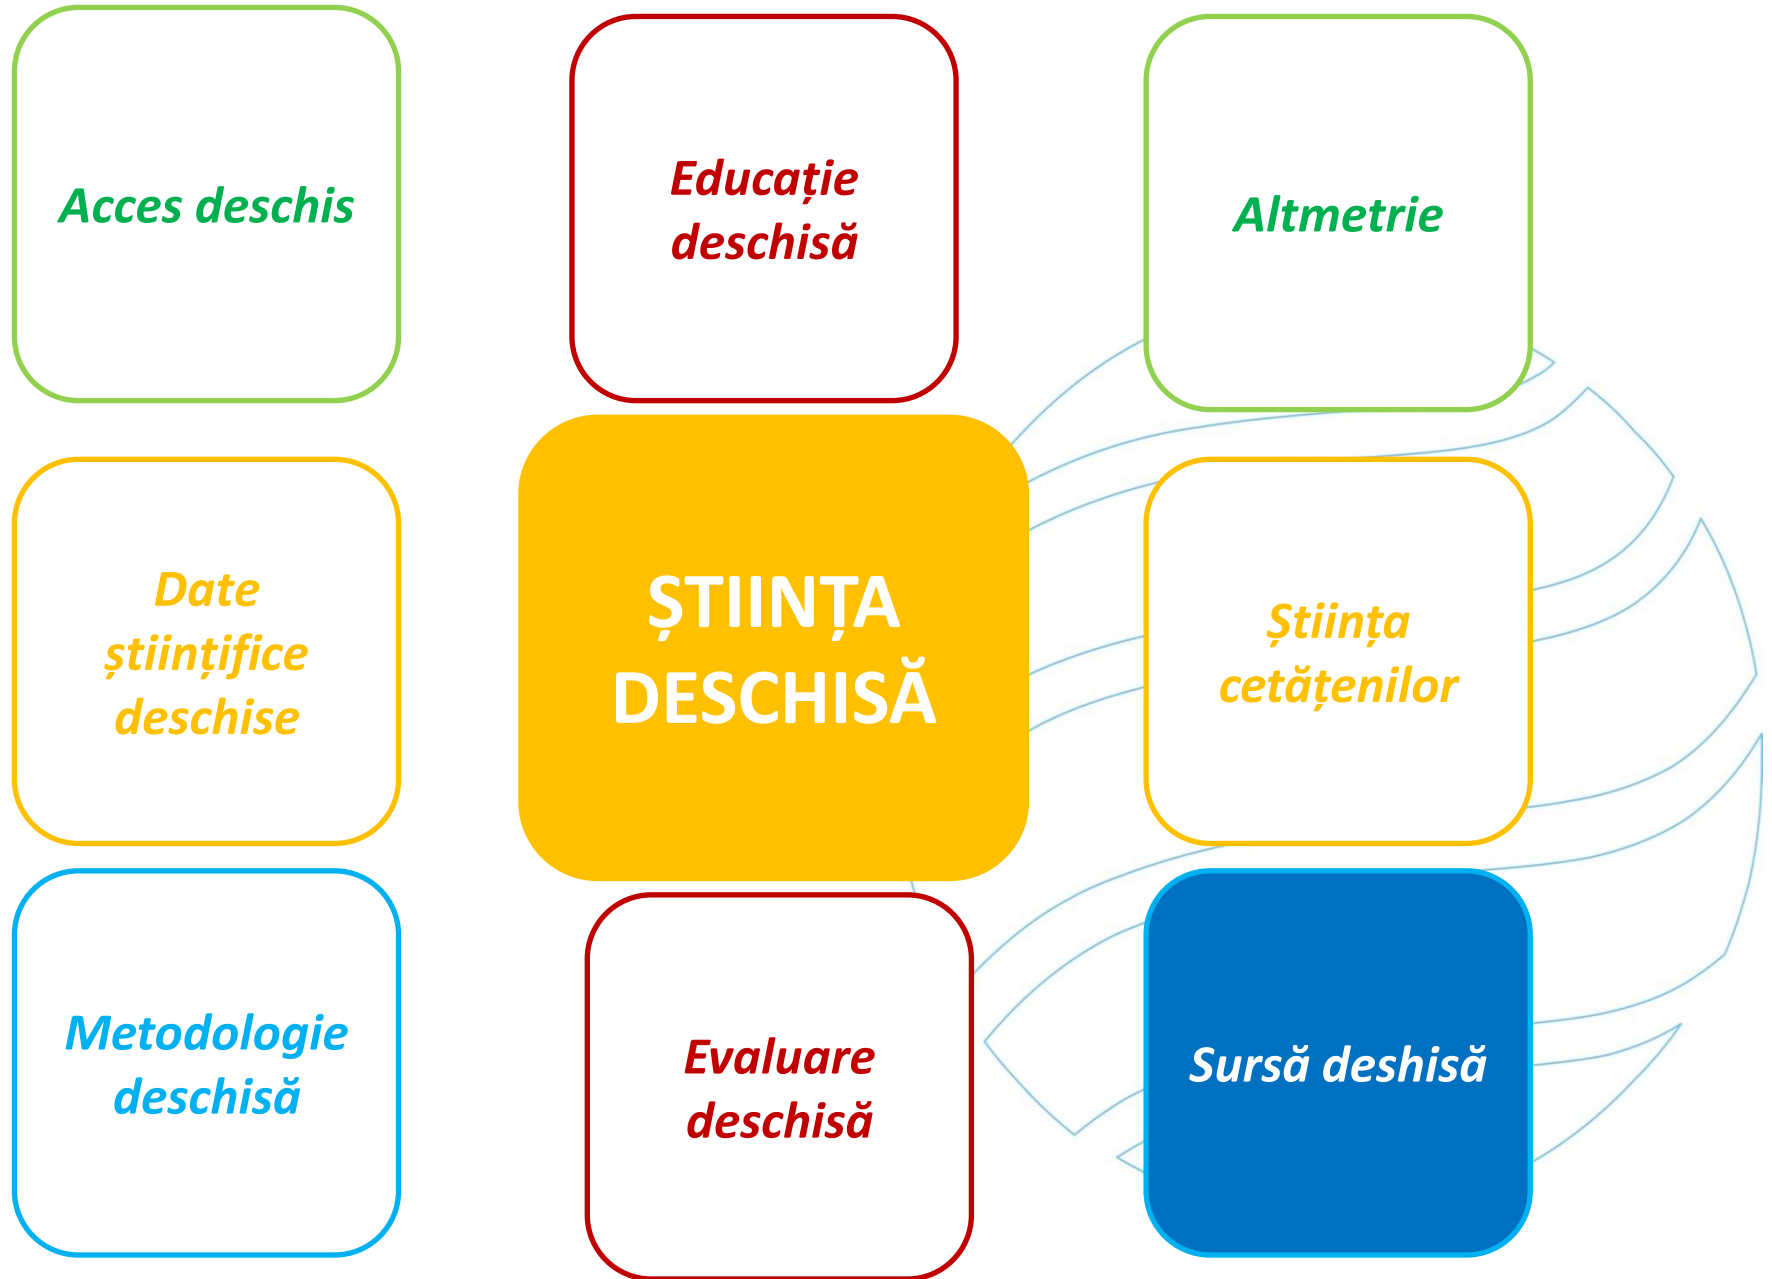 Acces deschis
Educație
deschisă
Altmetrie
Date
științifice
deschise
ȘTIINȚA
DESCHISĂ
Știința
cetățenilor
Metodologie
deschisă
Evaluare
deschisă
Sursă deshisă